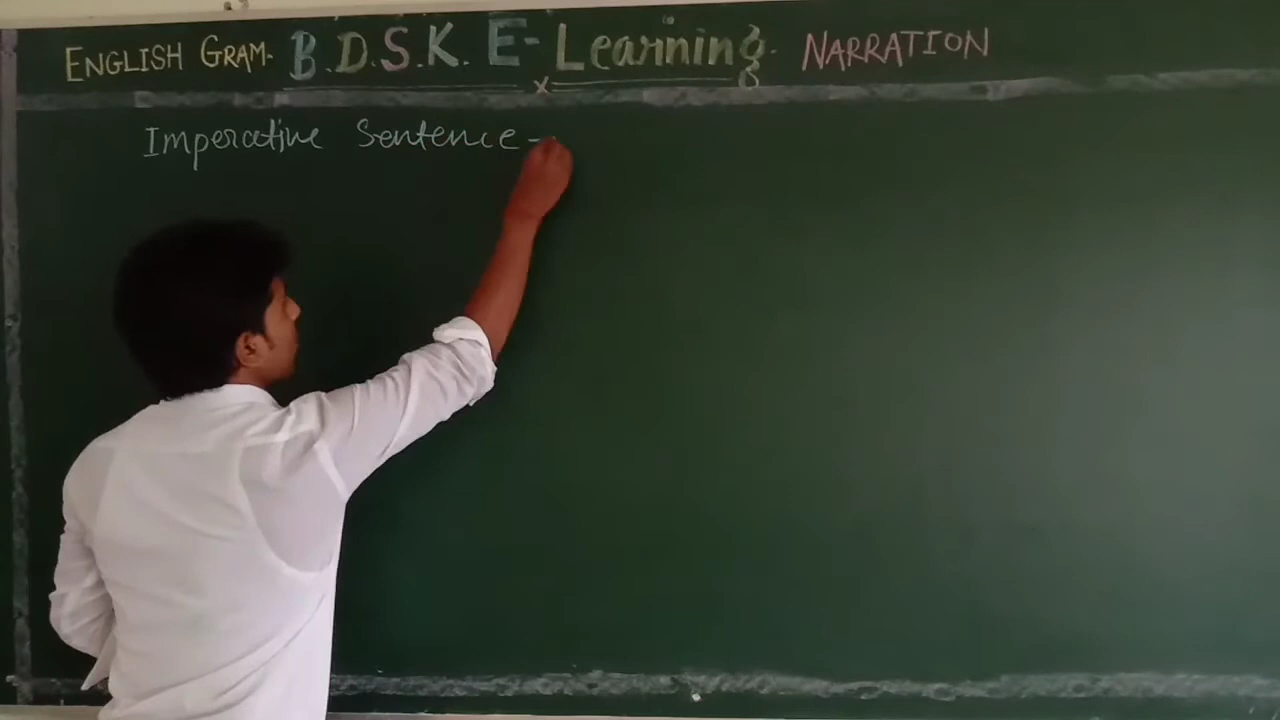 ENGLISH GRAM. B.D.S.K. E-Learning. NARRATION
x
Imperative Sentence -